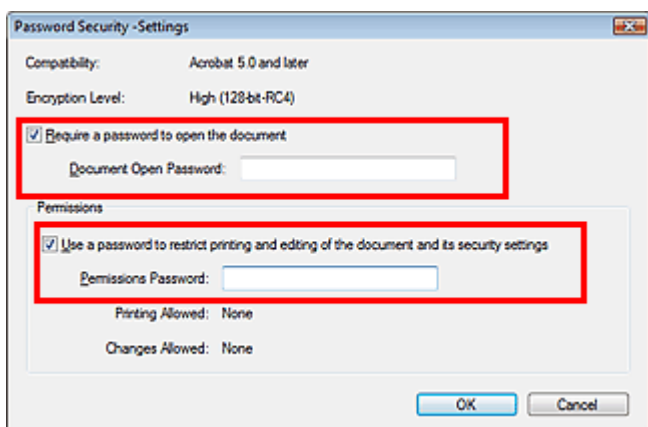 Password Security -Settings
Compatibility: Acrobat 5.0 and later
Encryption Level: High (128-bit-RC4)
Require a password to open the document
Document Open Password:
Permissions
Use a password to restrict printing and editing of the document and its security settings
Permissions Password:
Printing Allowed: None
Changes Allowed: None
OK Cancel